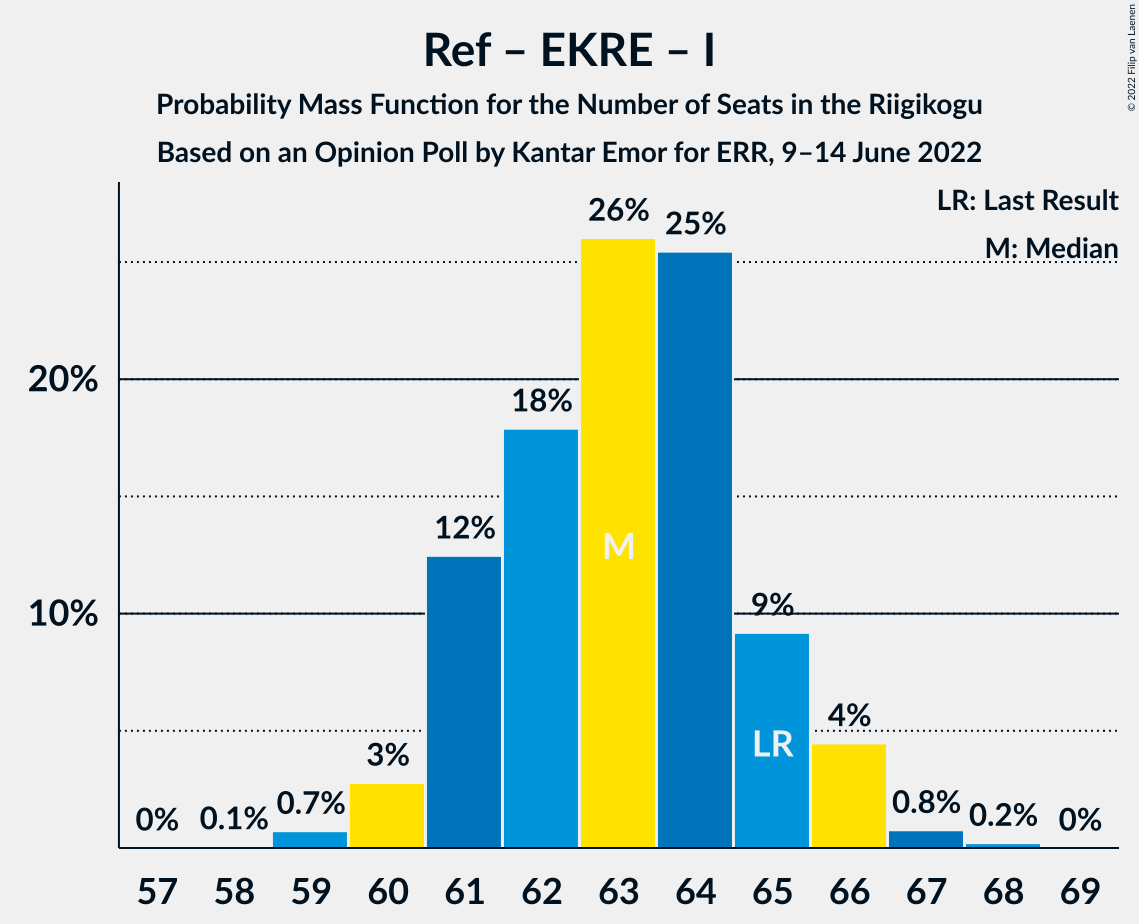 Ref – EKRE – I
Probability Mass Function for the Number of Seats in the Riigikogu
Based on an Opinion Poll by Kantar Emor for ERR, 9–14 June 2022
© 2022 Filip van Laenen
LR: Last Result
M: Median
26%
25%
20%
18%
12%
M
10%
9%
LR
4%
3%
0%
0.1%
0.7%
0.8%
0.2%
0%
57 58 59 60 61 62 63 64 65 66 67 68 69